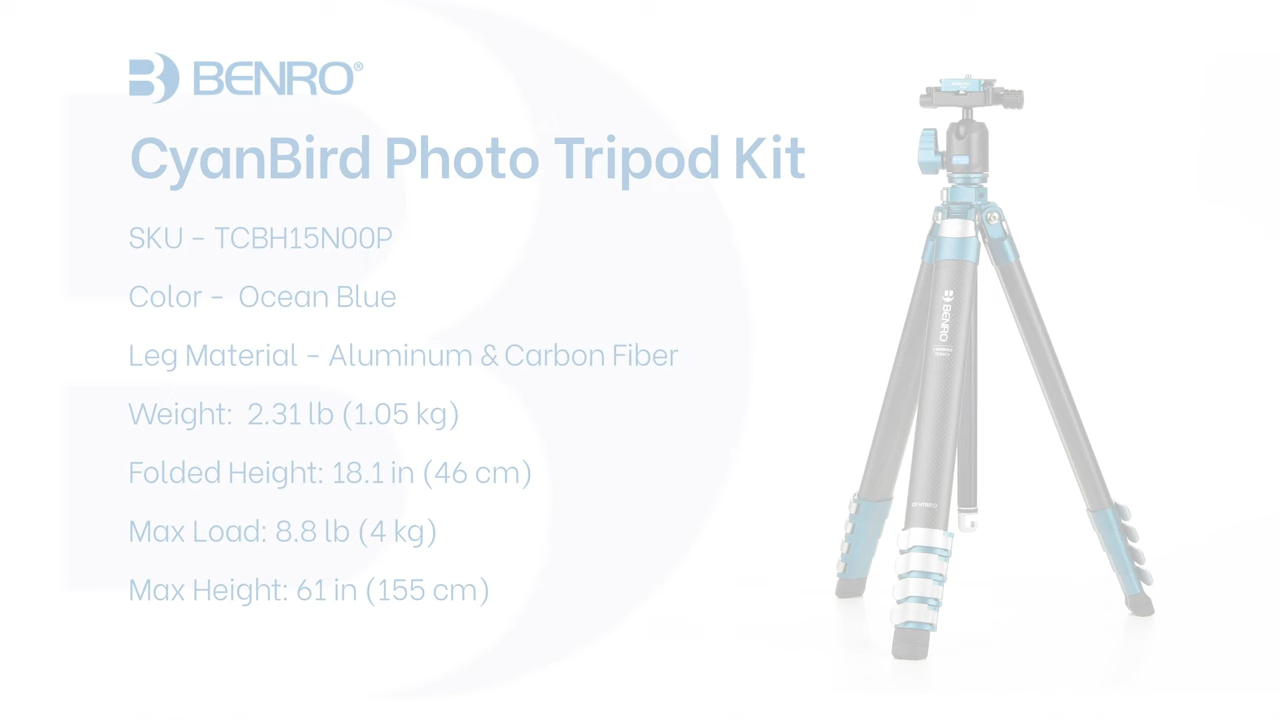 BENRO®
CyanBird Photo Tripod Kit
SKU - TCBH15N00P
Color - Ocean Blue
Leg Material - Aluminum & Carbon Fiber
Weight: 2.31 lb (1.05 kg)
Folded Height: 18.1 in (46 cm)
Max Load: 8.8 lb (4 kg)
Max Height: 61 in (155 cm)
BENRO